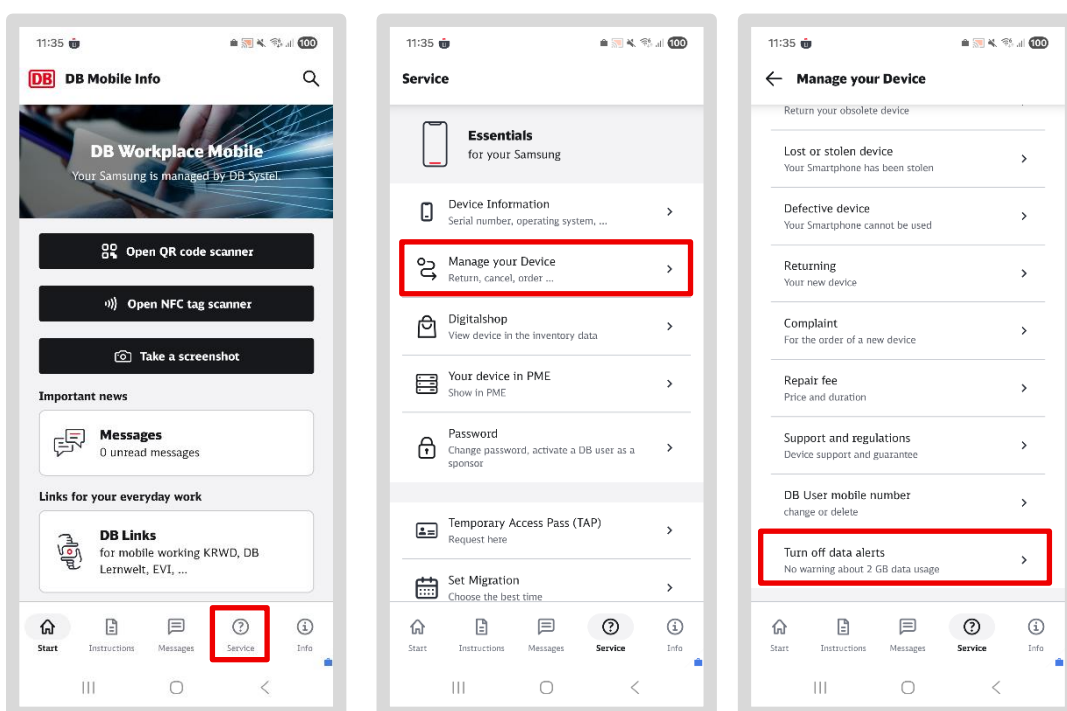 11:35
100
DB DB Mobile Info
DB Workplace Mobile
Your Samsung is managed by DB Systel.
Open QR code scanner
Open NFC tag scanner
Take a screenshot
Important news
Messages
0 unread messages
Links for your everyday work
DB Links
for mobile working KRWD, DB
Lernwelt, EVI, ...
Start Instructions Messages Service Info
11:35
100
Service
Essentials
for your Samsung
Device Information
Serial number, operating system, ...
Manage your Device
Return, cancel, order ...
Digitalshop
View device in the inventory data
Your device in PME
Show in PME
Password
Change password, activate a DB user as a
sponsor
Temporary Access Pass (TAP)
Request here
Set Migration
Choose the best time
Start Instructions Messages Service Info
11:35
100
Manage your Device
Return your obsolete device
Lost or stolen device
Your Smartphone has been stolen
Defective device
Your Smartphone cannot be used
Returning
Your new device
Complaint
For the order of a new device
Repair fee
Price and duration
Support and regulations
Device support and guarantee
DB User mobile number
change or delete
Turn off data alerts
No warning about 2 GB data usage
Start Instructions Messages Service Info